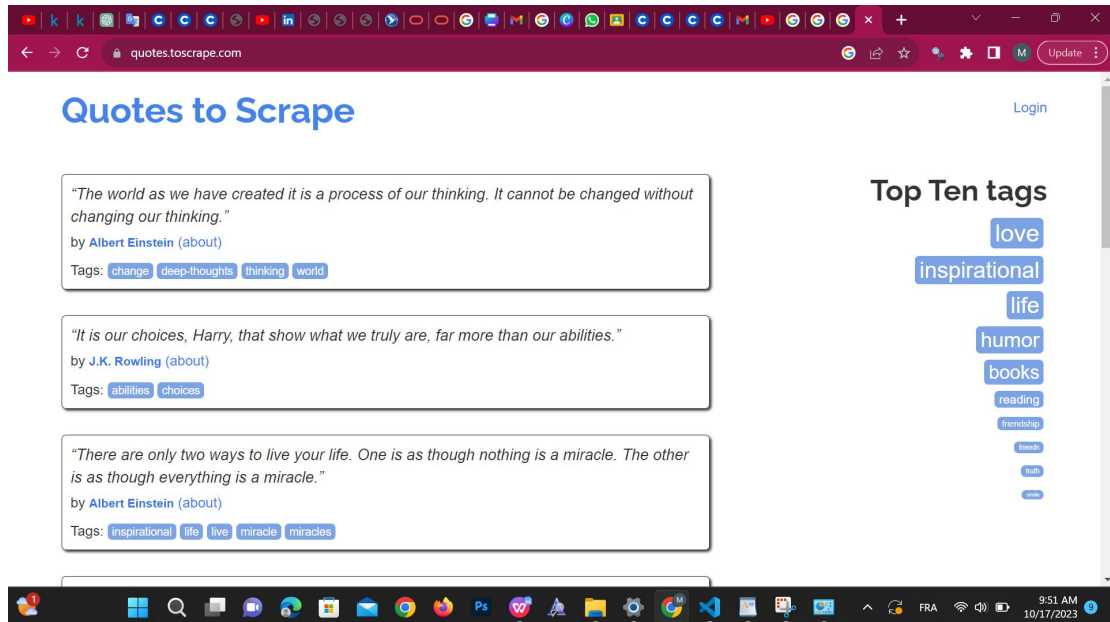 quotes.toscrape.com
M
Update
Quotes to Scrape
Login
“The world as we have created it is a process of our thinking. It cannot be changed without
changing our thinking.”
by Albert Einstein (about)
Tags: change deep-thoughts thinking world
“It is our choices, Harry, that show what we truly are, far more than our abilities.”
by J.K. Rowling (about)
Tags: abilities choices
“There are only two ways to live your life. One is as though nothing is a miracle. The other
is as though everything is a miracle.”
by Albert Einstein (about)
Tags: inspirational life live miracle miracles
Top Ten tags
love
inspirational
life
humor
books
reading
friendship
friends
truth
simile
1
Ps
FRA
9:51 AM
10/17/2023
9